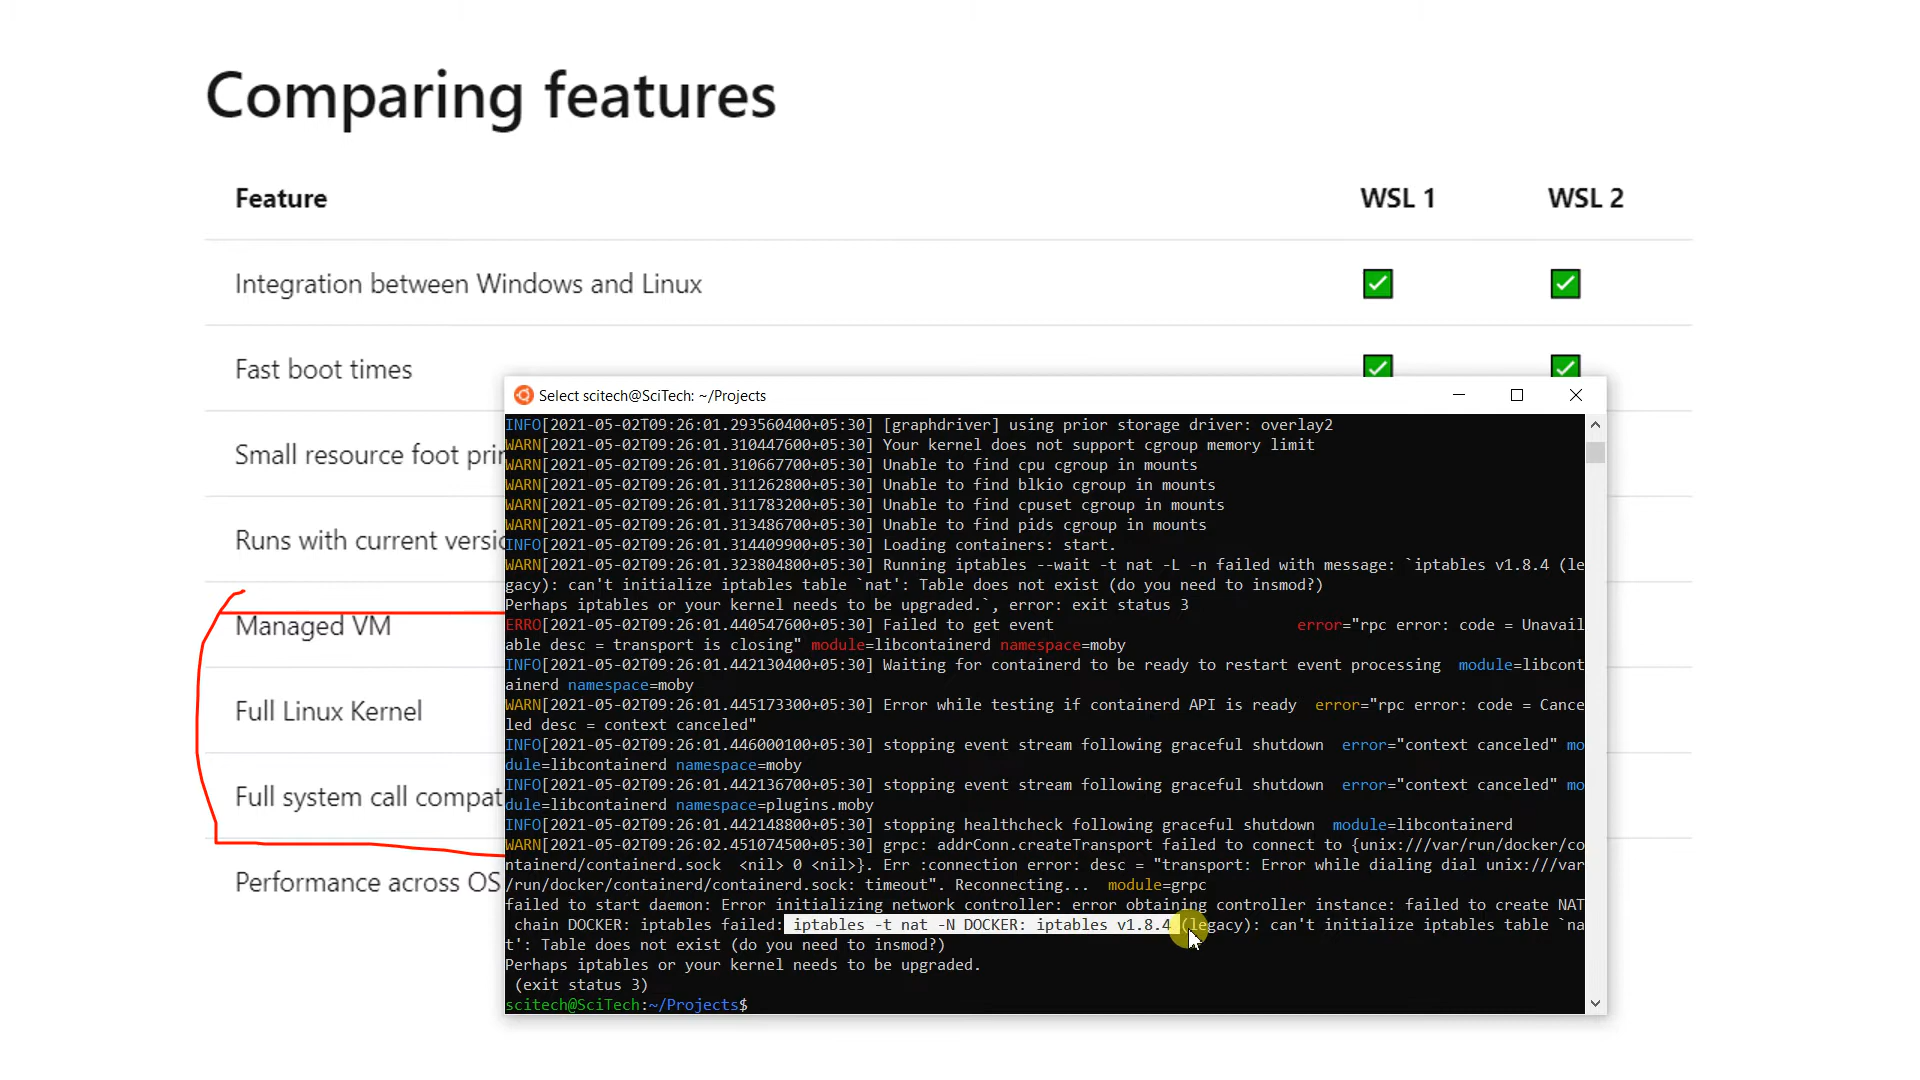 Comparing features
Feature WSL 1 WSL 2
Integration between Windows and Linux
Fast boot times
Small resource foot
Runs with current
Managed VM
Full Linux Kernel
Full system call
Performance across OS
Select scitech@SciTech: ~/Projects
INFO[2021-05-02T09:26:01.293560400+05:30] [graphdriver] using prior storage driver: overlay2
WARN[2021-05-02T09:26:01.310447600+05:30] Your kernel does not support cgroup memory limit
WARN[2021-05-02T09:26:01.310667700+05:30] Unable to find cpu cgroup in mounts
WARN[2021-05-02T09:26:01.311262800+05:30] Unable to find blkio cgroup in mounts
WARN[2021-05-02T09:26:01.311783200+05:30] Unable to find cpuset cgroup in mounts
WARN[2021-05-02T09:26:01.313486700+05:30] Unable to find pids cgroup in mounts
INFO[2021-05-02T09:26:01.314409900+05:30] Loading containers: start.
WARN[2021-05-02T09:26:01.323804800+05:30] Running iptables --wait -t nat -L -n failed with message: `iptables v1.8.4 (le
gacy): can't initialize iptables table `nat': Table does not exist (do you need to insmod?)
Perhaps iptables or your kernel needs to be upgraded.`, error: exit status 3
ERRO[2021-05-02T09:26:01.440547600+05:30] Failed to get event error="rpc error: code = Unavail
able desc = transport is closing" module=libcontainerd namespace=moby
INFO[2021-05-02T09:26:01.442130400+05:30] Waiting for containerd to be ready to restart event processing module=libcont
ainerd namespace=moby
WARN[2021-05-02T09:26:01.445173300+05:30] Error while testing if containerd API is ready error="rpc error: code = Cance
led desc = context canceled"
INFO[2021-05-02T09:26:01.446000100+05:30] stopping event stream following graceful shutdown error="context canceled" mo
dule=libcontainerd namespace=moby
INFO[2021-05-02T09:26:01.442136700+05:30] stopping event stream following graceful shutdown error="context canceled" mo
dule=libcontainerd namespace=plugins.moby
INFO[2021-05-02T09:26:01.442148800+05:30] stopping healthcheck following graceful shutdown module=libcontainerd
WARN[2021-05-02T09:26:02.451074500+05:30] grpc: addrConn.createTransport failed to connect to {unix:///var/run/docker/co
ntainerd/containerd.sock <nil> 0 <nil>}. Err :connection error: desc = "transport: Error while dialing dial unix:///var
/run/docker/containerd/containerd.sock: timeout". Reconnecting... module=grpc
failed to start daemon: Error initializing network controller: error obtaining controller instance: failed to create NAT
chain DOCKER: iptables failed: iptables -t nat -N DOCKER: iptables v1.8.4 (legacy): can't initialize iptables table `na
t': Table does not exist (do you need to insmod?)
Perhaps iptables or your kernel needs to be upgraded.
(exit status 3)
scitech@SciTech:~/Projects$